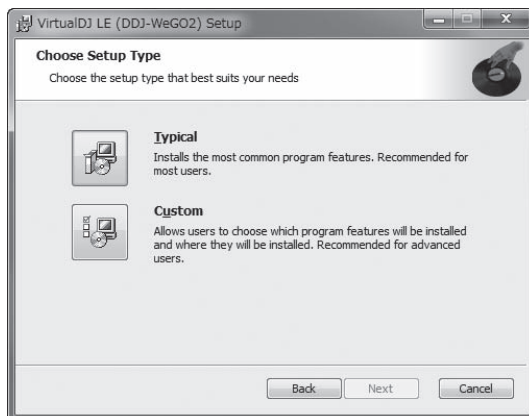 VirtualDJ LE (DDJ-WeGO2) Setup
Choose Setup Type
Choose the setup type that best suits your needs
Typical
Installs the most common program features. Recommended for
most users.
Custom
Allows users to choose which program features will be installed
and where they will be installed. Recommended for advanced
users.
Back
Next
Cancel